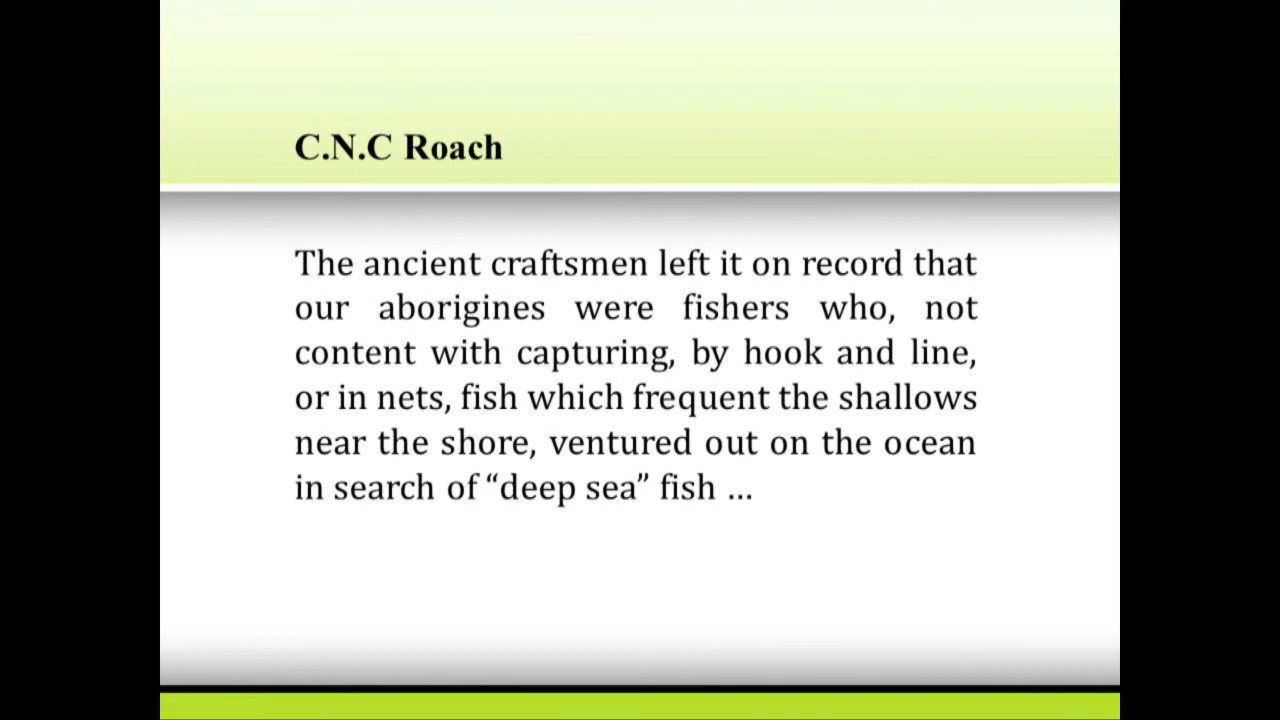 C.N.C Roach
The ancient craftsmen left it on record that
our aborigines were fishers who, not
content with capturing, by hook and line,
or in nets, fish which frequent the shallows
near the shore, ventured out on the ocean
in search of “deep sea” fish …